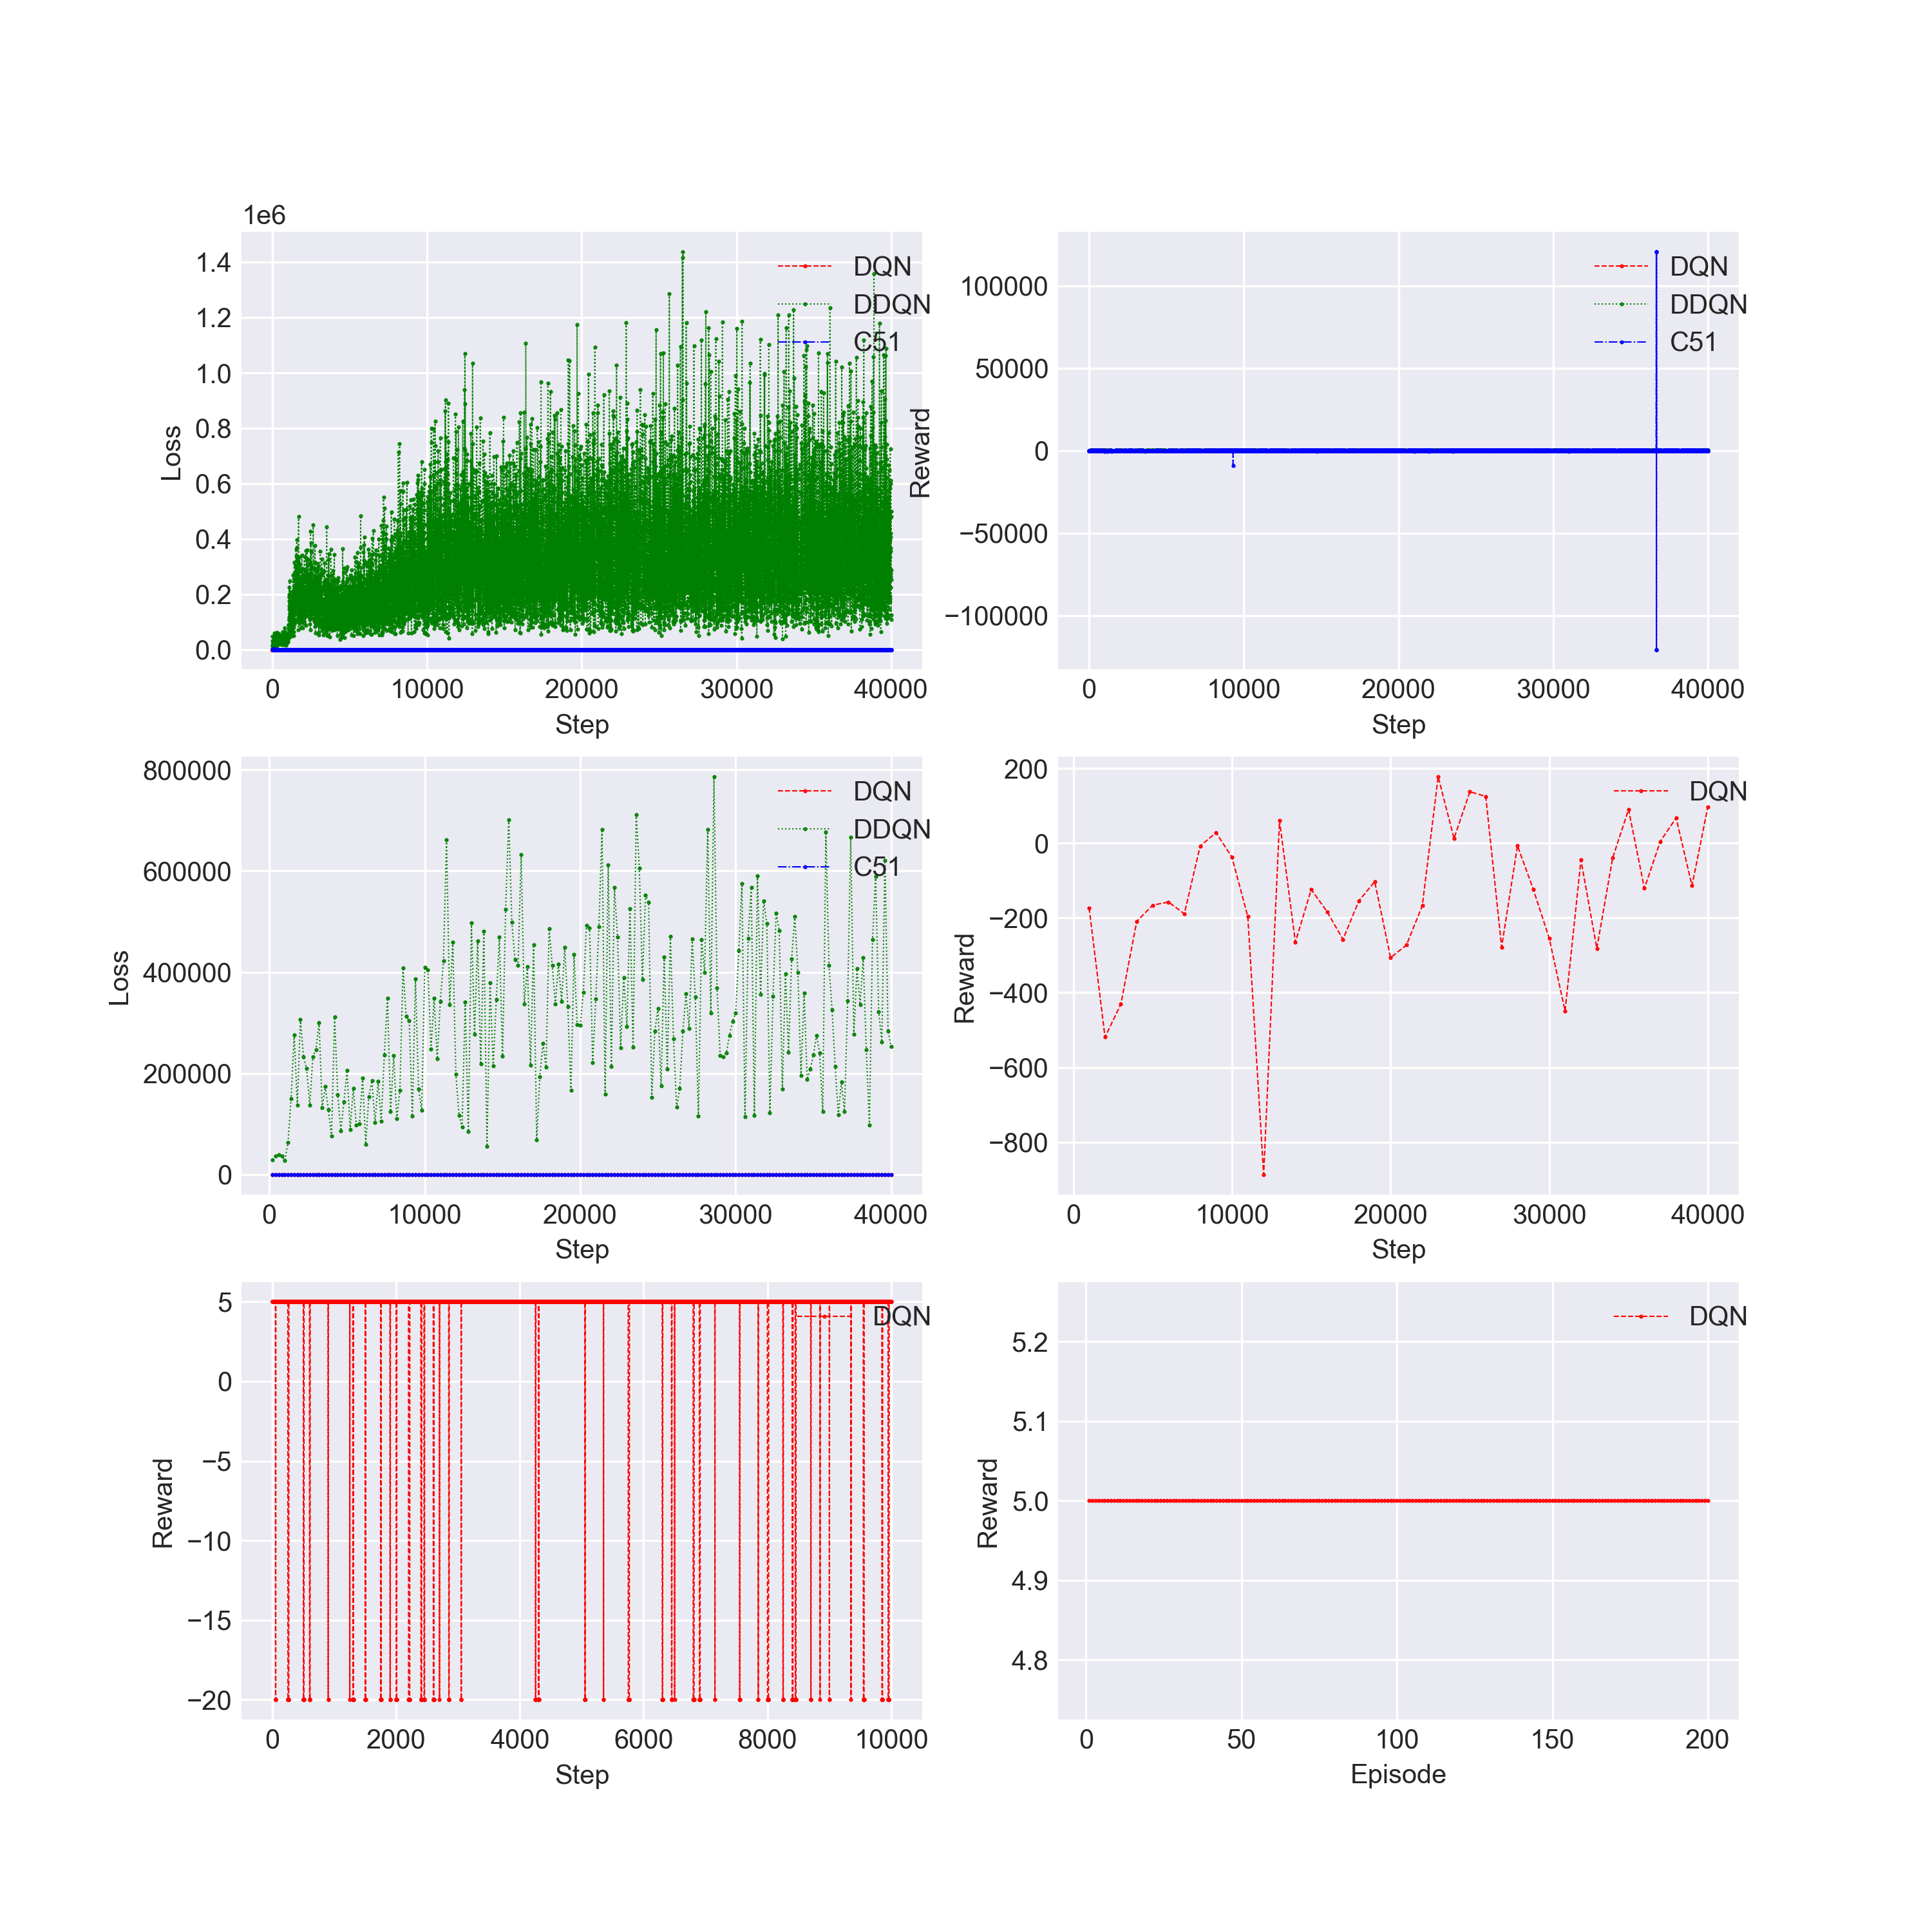 1e6
1.4
1.2
1.0
0.8
0.6
0.4
0.2
0.0
Loss
0 10000 20000 30000 40000
Step
DQN
DDQN
C51
100000
50000
0
−50000
−100000
Reward
0 10000 20000 30000 40000
Step
DQN
DDQN
C51
800000
600000
400000
200000
0
Loss
0 10000 20000 30000 40000
Step
DQN
DDQN
C51
200
0
−200
−400
−600
−800
Reward
0 10000 20000 30000 40000
Step
DQN
5
0
−5
−10
−15
−20
Reward
0 2000 4000 6000 8000 10000
Step
DQN
5.2
5.1
5.0
4.9
4.8
Reward
0 50 100 150 200
Episode
DQN